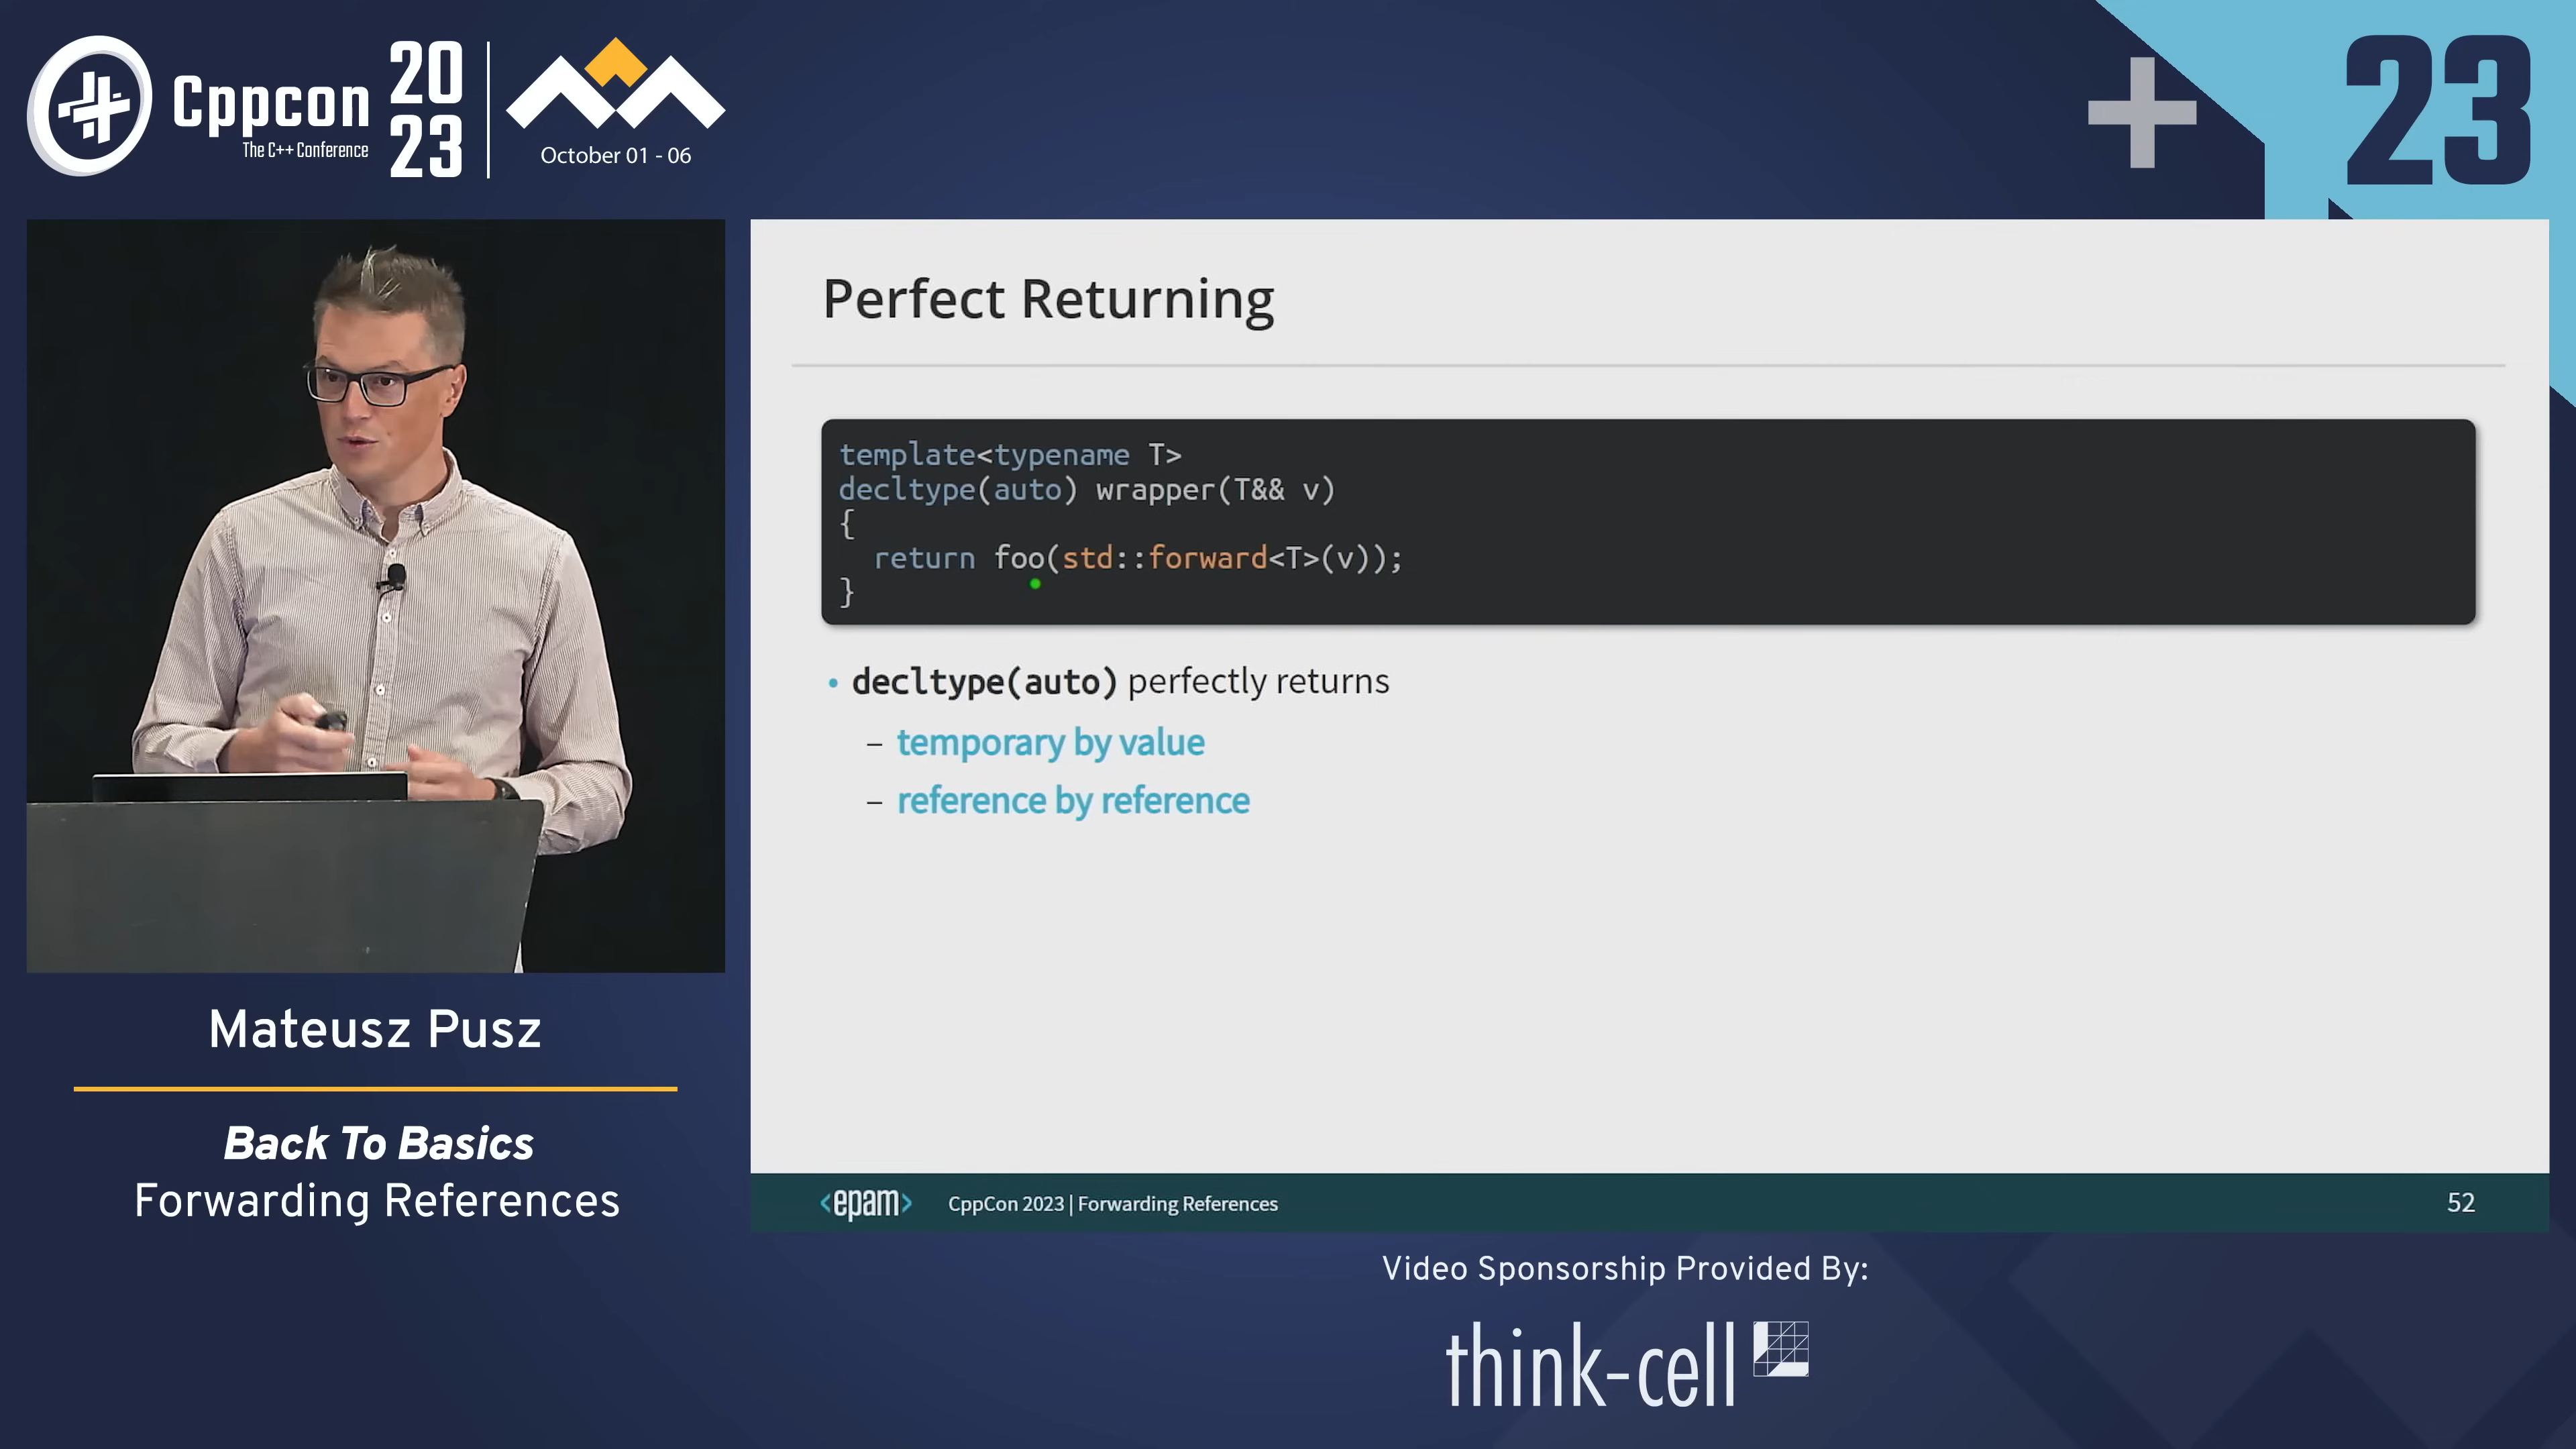 Cppcon
The C++ Conference
20
23
October 01 - 06
23
Perfect Returning
template<typename T>
decltype(auto) wrapper(T&& v)
{
  return foo(std::forward<T>(v));
}
• decltype(auto) perfectly returns
– temporary by value
– reference by reference
Mateusz Pusz
Back To Basics
Forwarding References
<epam> CppCon 2023 | Forwarding References 52
Video Sponsorship Provided By:
think-cell